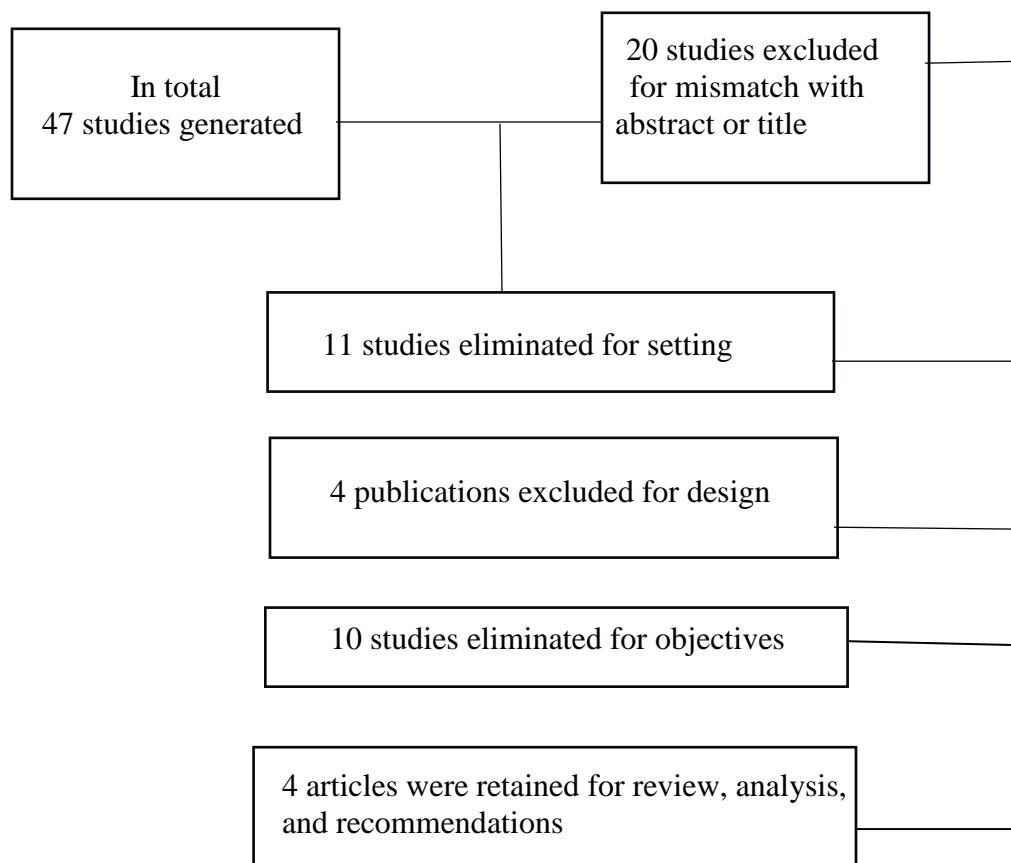 In total
47 studies generated
20 studies excluded
for mismatch with
abstract or title
11 studies eliminated for setting
4 publications excluded for design
10 studies eliminated for objectives
4 articles were retained for review, analysis,
and recommendations